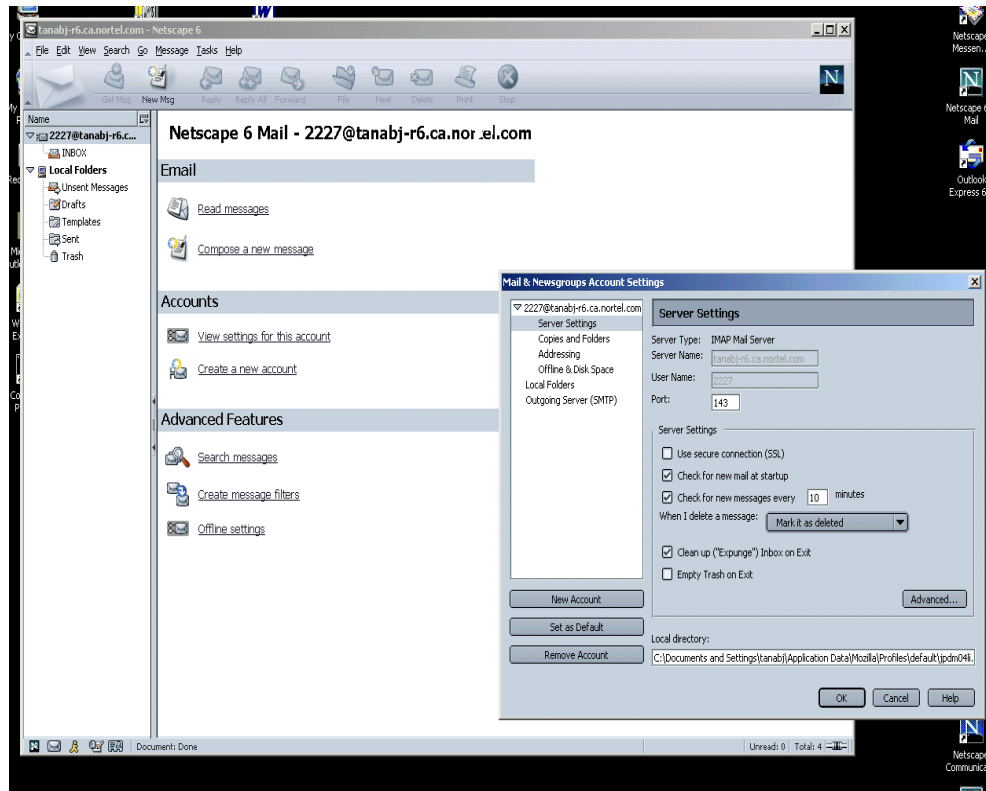 tanabj-r6.ca.nortel.com - Netscape 6
File Edit View Search Go Message Tasks Help
Get Msg New Msg Reply Reply All Forward File Next Delete Print Stop
N
Name
2227@tanabj-r6.c...
INBOX
Local Folders
Unsent Messages
Drafts
Templates
Sent
Trash
Netscape 6 Mail - 2227@tanabj-r6.ca.nortel.com
Email
Read messages
Compose a new message
Accounts
View settings for this account
Create a new account
Advanced Features
Search messages
Create message filters
Offline settings
Document: Done
Unread: 0 Total: 4
Mail & Newsgroups Account Settings
2227@tanabj-r6.ca.nortel.com
Server Settings
Copies and Folders
Addressing
Offline & Disk Space
Local Folders
Outgoing Server (SMTP)
New Account
Set as Default
Remove Account
Server Settings
Server Type: IMAP Mail Server
Server Name: tanabj-r6.ca.nortel.com
User Name: 2227
Port: 143
Server Settings
Use secure connection (SSL)
Check for new mail at startup
Check for new messages every 10 minutes
When I delete a message: Mark it as deleted
Clean up ("Expunge") Inbox on Exit
Empty Trash on Exit
Advanced...
Local directory:
C:\Documents and Settings\tanabj\Application Data\Mozilla\Profiles\default\jpdm04li.
OK Cancel Help
Netscape
Messen...
Netscape 6
Mail
Outlook
Express 6
Netscape
Communica